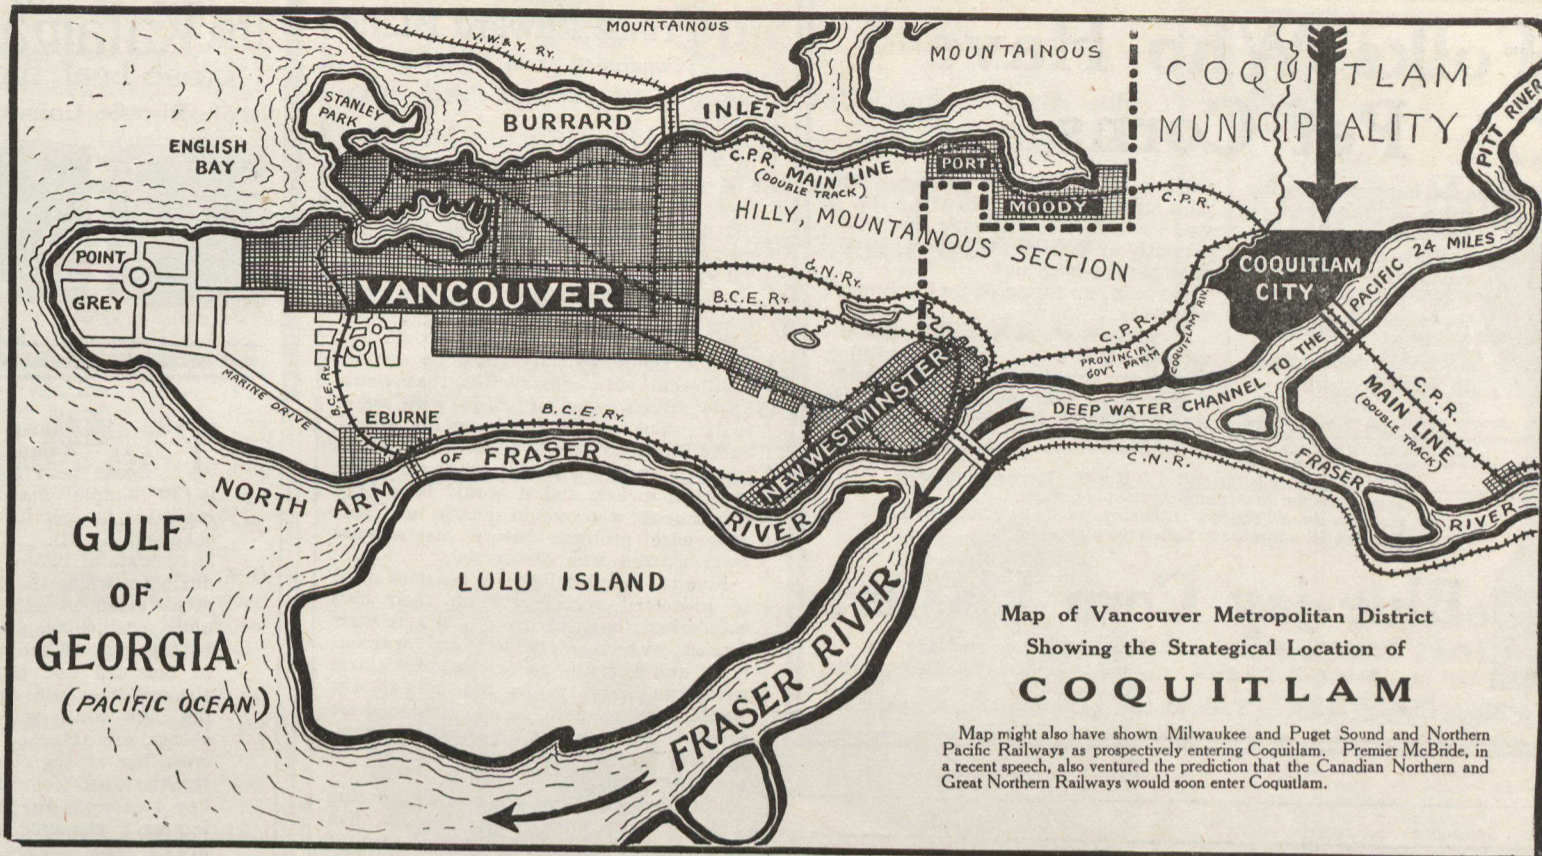 MOUNTAINOUS
V.W.&Y. RY.
MOUNTAINOUS
COQUITLAM
MUNICIPALITY
PITT RIVER
STANLEY
PARK
BURRARD INLET
ENGLISH
BAY
C.P.R. MAIN LINE
(DOUBLE TRACK)
PORT
MOODY
C.P.R.
HILLY, MOUNTAINOUS SECTION
POINT
GREY
VANCOUVER
G.N.RY.
B.C.E.RY.
COQUITLAM
CITY
COQUITLAM RIV.
DEEP WATER CHANNEL TO THE PACIFIC 24 MILES
C.P.R.
PROVINCIAL
GOVT FARM
C.P.R.
MAIN LINE
(DOUBLE TRACK)
MARINE DRIVE
B.C.E.RY.
EBURNE
B.C.E.RY.
NEW WESTMINSTER
C.N.R.
FRASER RIVER
NORTH ARM OF FRASER RIVER
GULF
OF
GEORGIA
(PACIFIC OCEAN)
LULU ISLAND
FRASER RIVER
Map of Vancouver Metropolitan District
Showing the Strategical Location of
COQUITLAM
Map might also have shown Milwaukee and Puget Sound and Northern
Pacific Railways as prospectively entering Coquitlam. Premier McBride, in
a recent speech, also ventured the prediction that the Canadian Northern and
Great Northern Railways would soon enter Coquitlam.